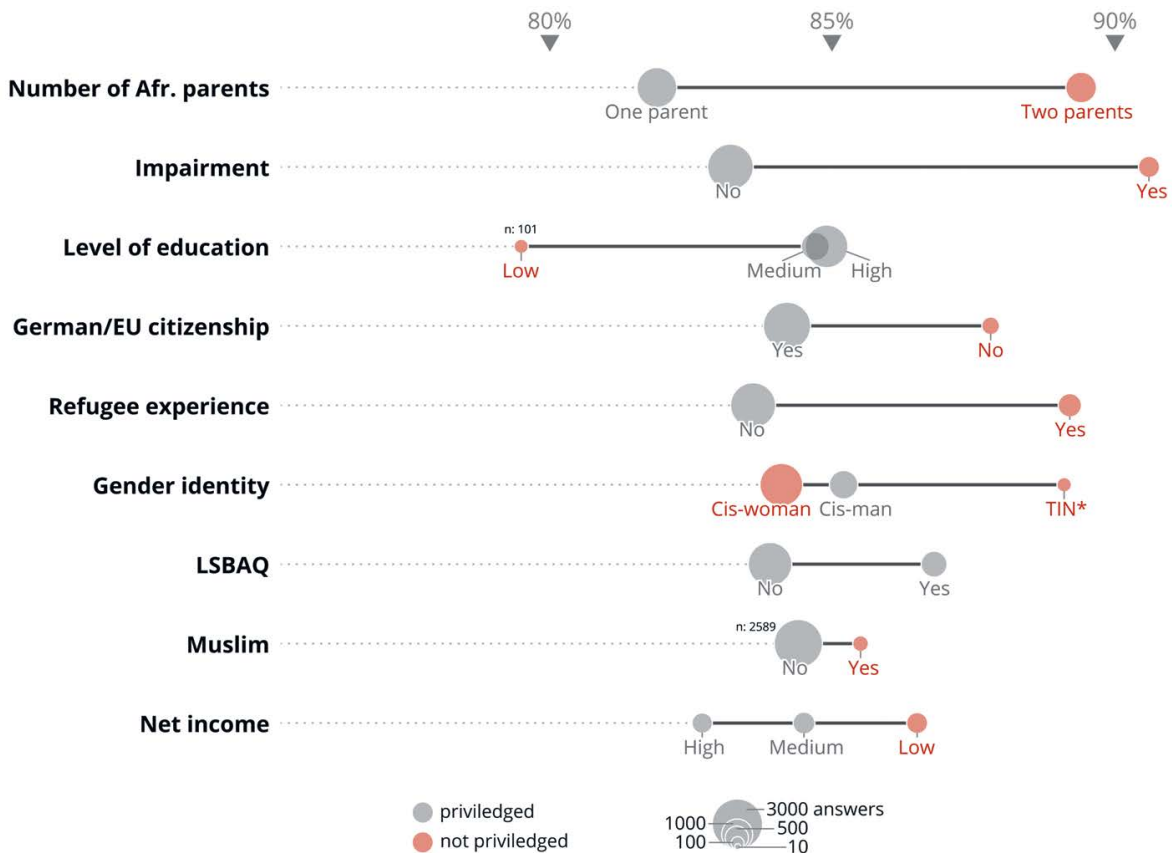 80% 85% 90%
Number of Afr. parents
One parent Two parents
Impairment
No Yes
n: 101
Level of education
Low Medium High
German/EU citizenship
Yes No
Refugee experience
No Yes
Gender identity
Cis-woman Cis-man TIN*
LSBAQ
No Yes
n: 2589
Muslim
No Yes
Net income
High Medium Low
priviledged
not priviledged
3000 answers
1000 500
100 10